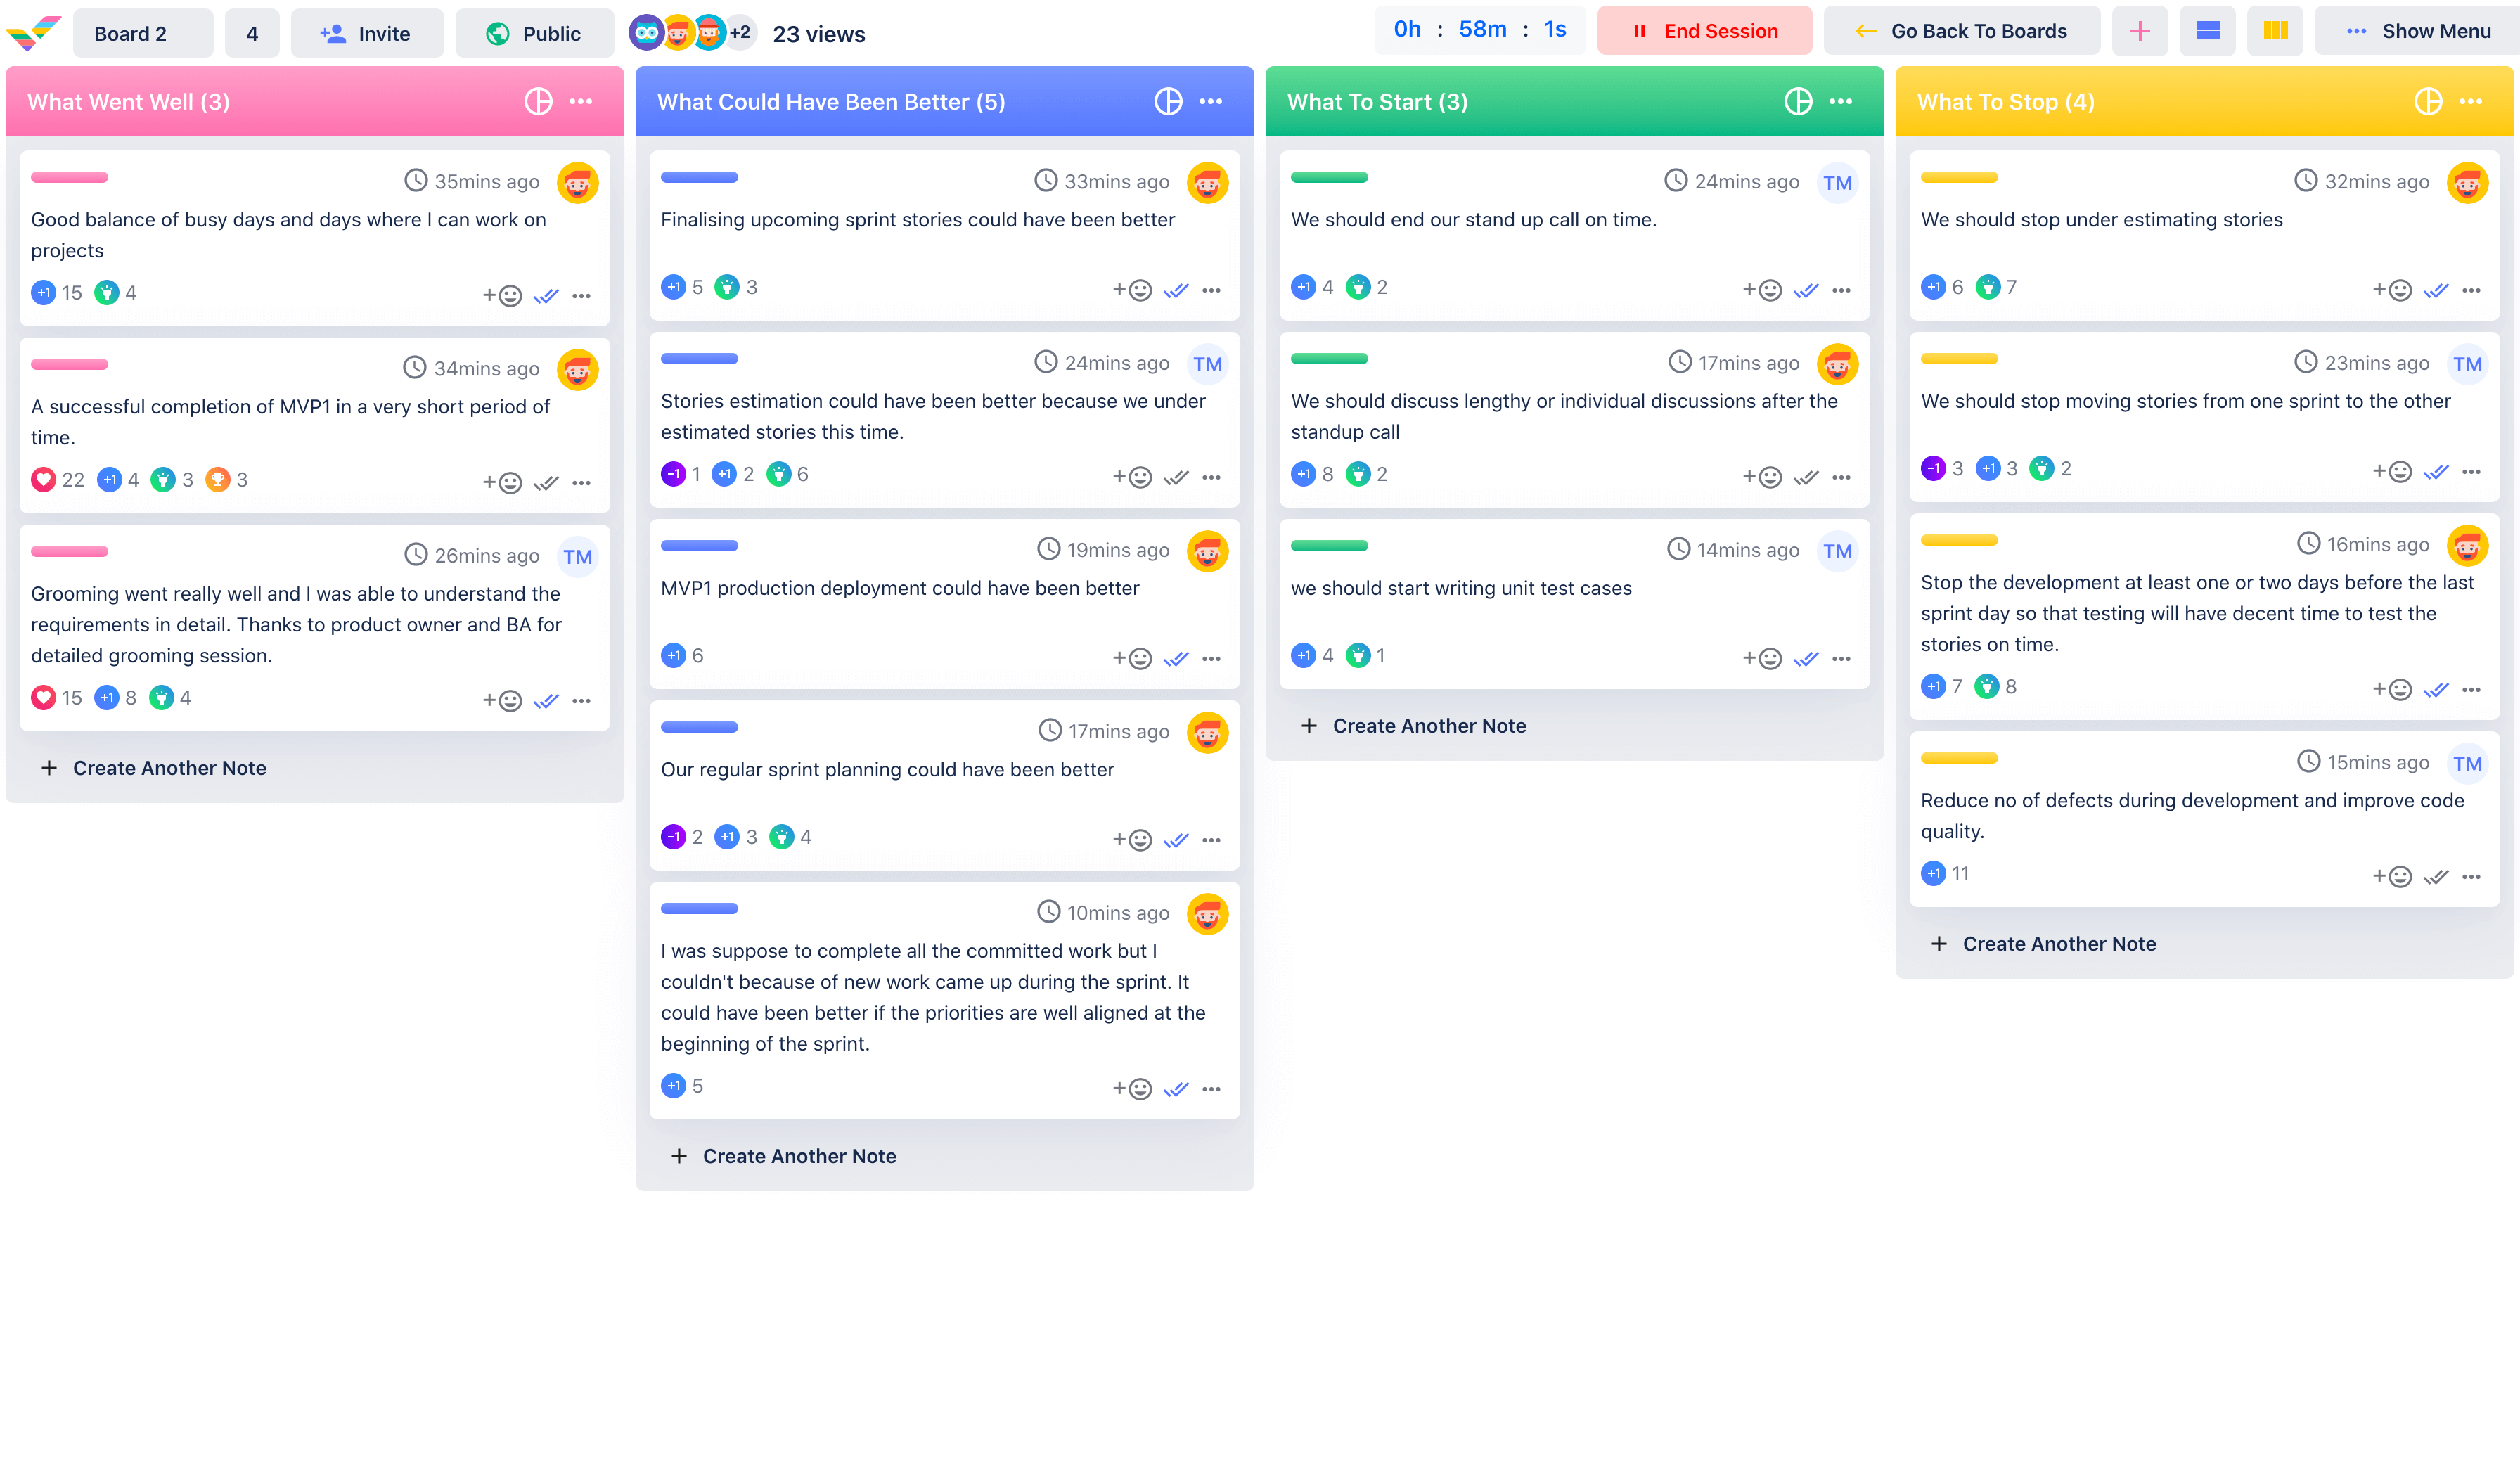 Board 2
4
Invite
Public
+2
23 views
0h : 58m : 1s
End Session
Go Back To Boards
Show Menu
What Went Well (3)
35mins ago
Good balance of busy days and days where I can work on
projects
+1 15 4
34mins ago
A successful completion of MVP1 in a very short period of
time.
22 +1 4 3 3
26mins ago
TM
Grooming went really well and I was able to understand the
requirements in detail. Thanks to product owner and BA for
detailed grooming session.
15 +1 8 4
Create Another Note
What Could Have Been Better (5)
33mins ago
Finalising upcoming sprint stories could have been better
+1 5 3
24mins ago
TM
Stories estimation could have been better because we under
estimated stories this time.
-1 1 +1 2 6
19mins ago
MVP1 production deployment could have been better
+1 6
17mins ago
Our regular sprint planning could have been better
-1 2 +1 3 4
10mins ago
I was suppose to complete all the committed work but I
couldn't because of new work came up during the sprint. It
could have been better if the priorities are well aligned at the
beginning of the sprint.
+1 5
Create Another Note
What To Start (3)
24mins ago
TM
We should end our stand up call on time.
+1 4 2
17mins ago
We should discuss lengthy or individual discussions after the
standup call
+1 8 2
14mins ago
TM
we should start writing unit test cases
+1 4 1
Create Another Note
What To Stop (4)
32mins ago
We should stop under estimating stories
+1 6 7
23mins ago
TM
We should stop moving stories from one sprint to the other
-1 3 +1 3 2
16mins ago
Stop the development at least one or two days before the last
sprint day so that testing will have decent time to test the
stories on time.
+1 7 8
15mins ago
TM
Reduce no of defects during development and improve code
quality.
+1 11
Create Another Note